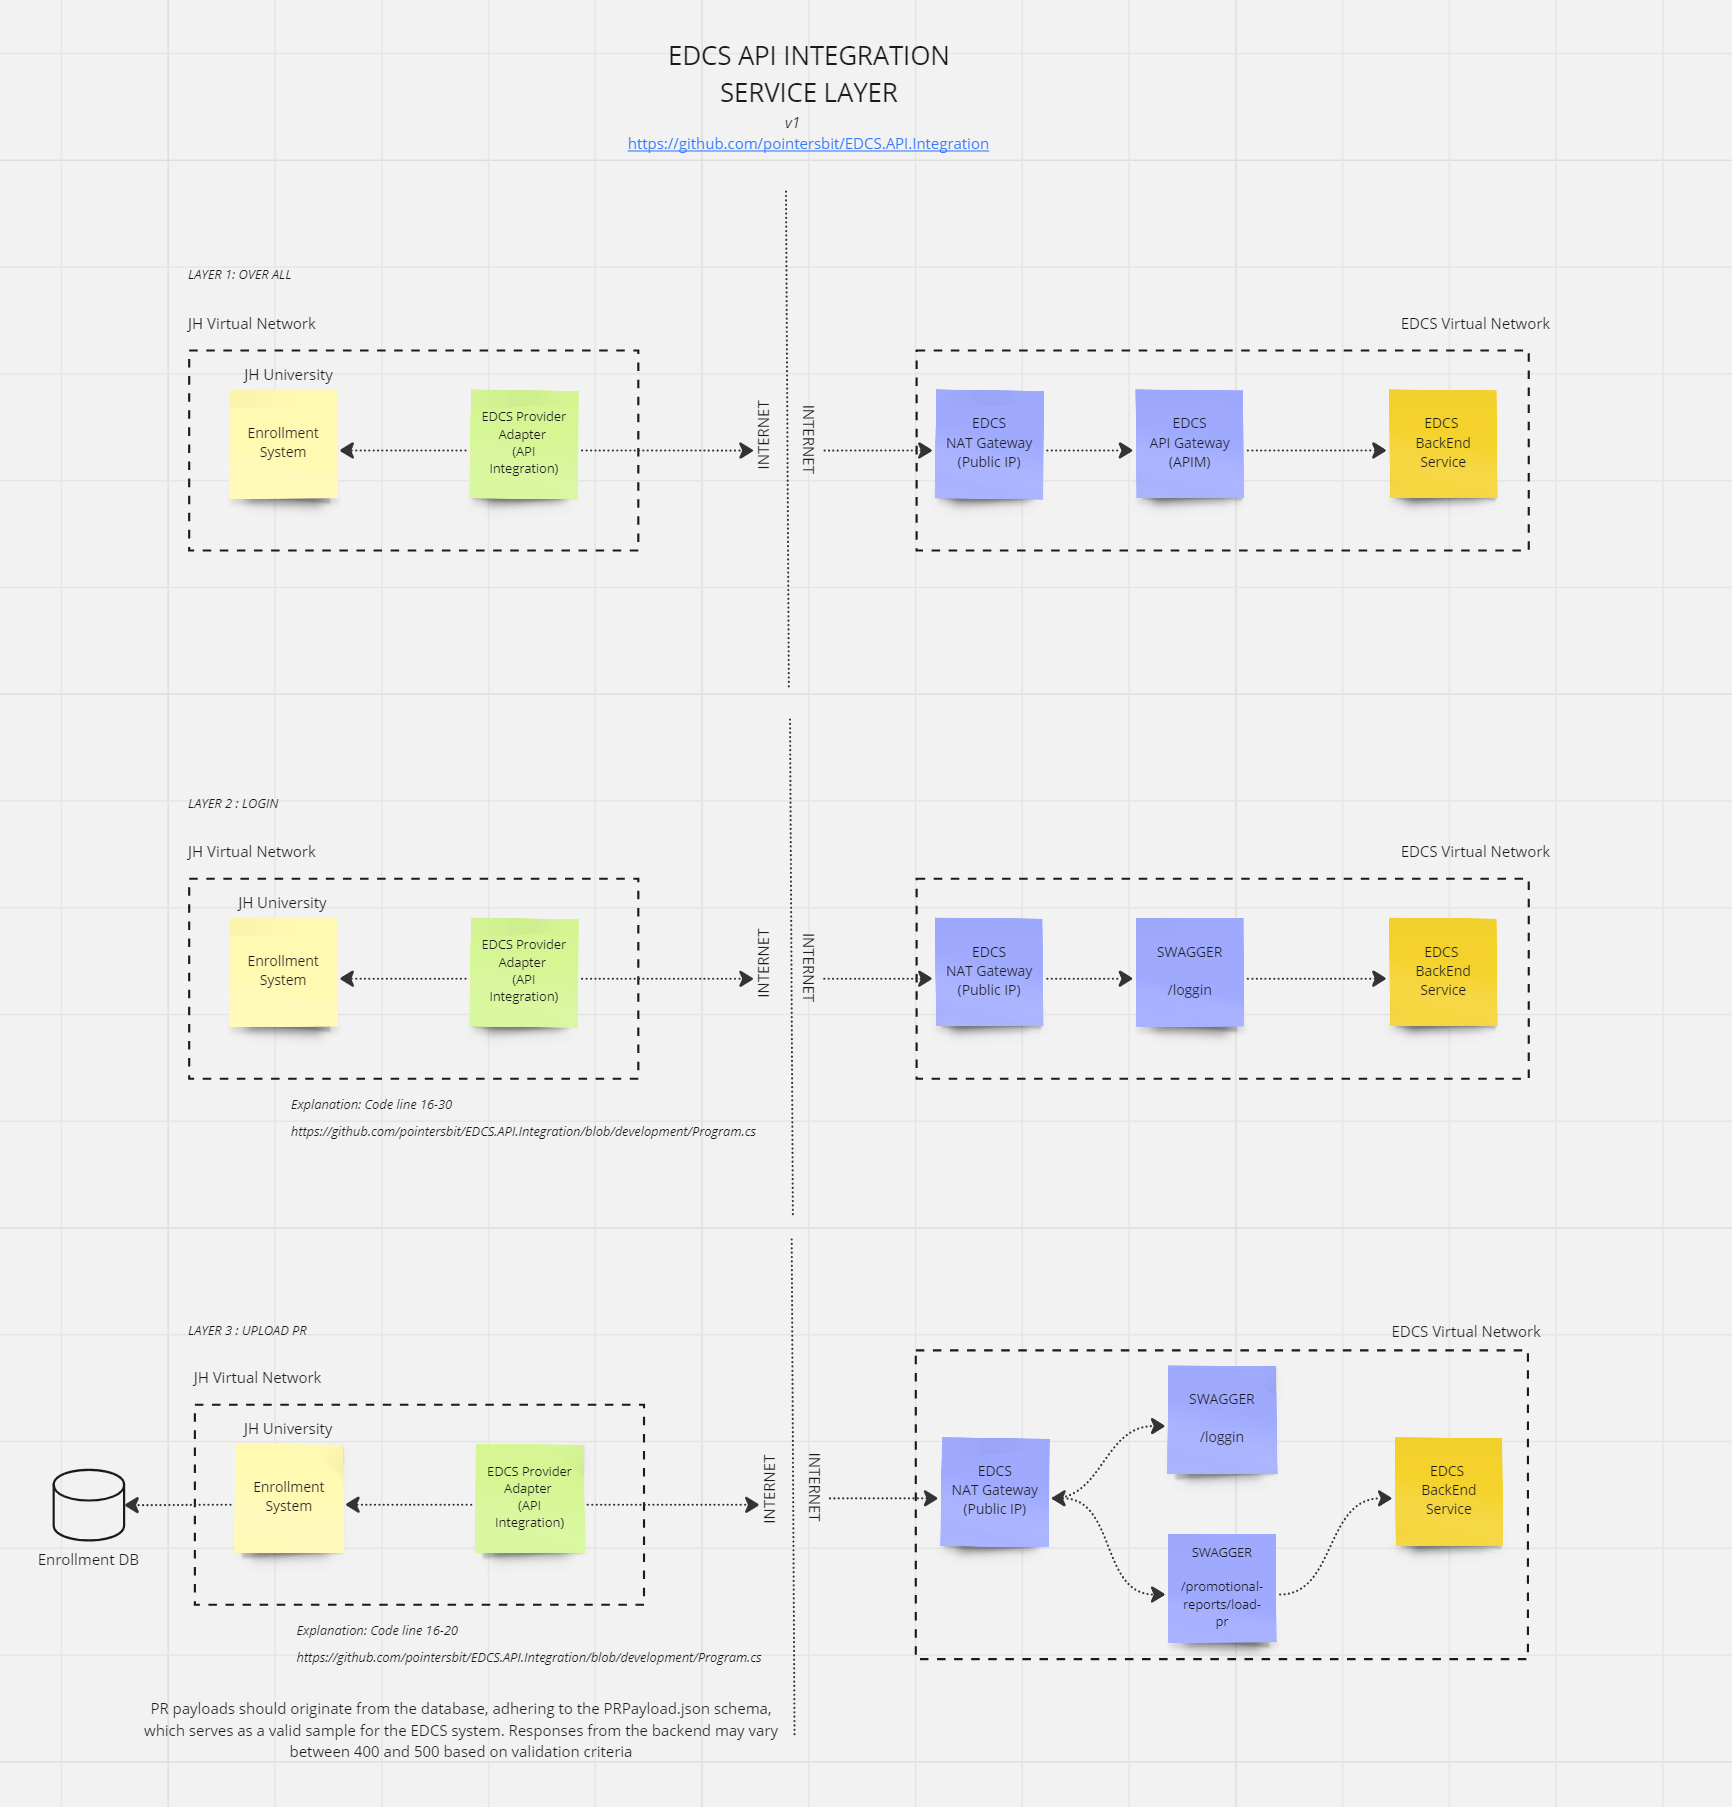 EDCS API INTEGRATION
SERVICE LAYER
v1
https://github.com/pointersbit/EDCS.API.Integration
LAYER 1: OVER ALL
JH Virtual Network
EDCS Virtual Network
JH University
Enrollment
System
EDCS Provider
Adapter
(API
Integration)
INTERNET
INTERNET
EDCS
NAT Gateway
(Public IP)
EDCS
API Gateway
(APIM)
EDCS
BackEnd
Service
LAYER 2 : LOGIN
JH Virtual Network
EDCS Virtual Network
JH University
Enrollment
System
EDCS Provider
Adapter
(API
Integration)
INTERNET
INTERNET
EDCS
NAT Gateway
(Public IP)
SWAGGER
/loggin
EDCS
BackEnd
Service
Explanation: Code line 16-30
https://github.com/pointersbit/EDCS.API.Integration/blob/development/Program.cs
LAYER 3 : UPLOAD PR
EDCS Virtual Network
JH Virtual Network
JH University
Enrollment DB
Enrollment
System
EDCS Provider
Adapter
(API
Integration)
INTERNET
INTERNET
EDCS
NAT Gateway
(Public IP)
SWAGGER
/loggin
SWAGGER
/promotional-
reports/load-
pr
EDCS
BackEnd
Service
Explanation: Code line 16-20
https://github.com/pointersbit/EDCS.API.Integration/blob/development/Program.cs
PR payloads should originate from the database, adhering to the PRPayload.json schema,
which serves as a valid sample for the EDCS system. Responses from the backend may vary
between 400 and 500 based on validation criteria